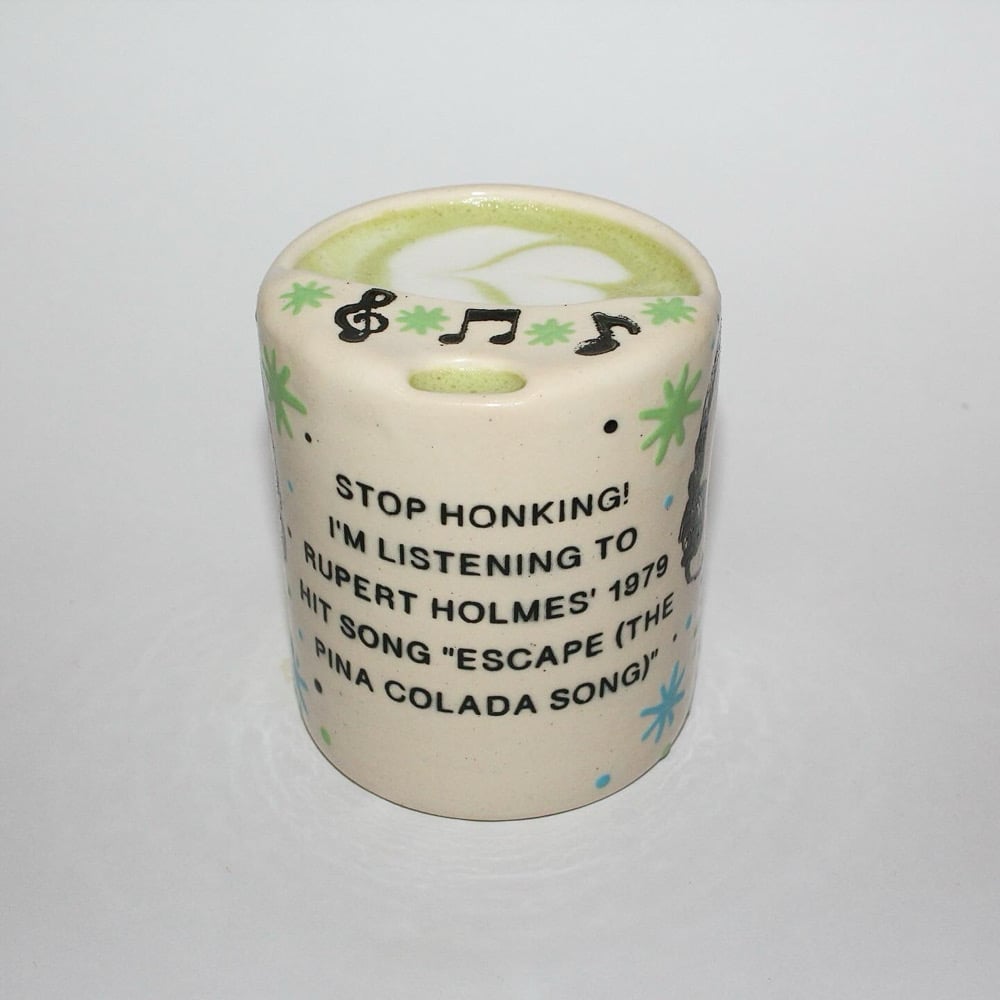 STOP HONKING!
I'M LISTENING TO
RUPERT HOLMES' 1979
HIT SONG "ESCAPE (THE
PINA COLADA SONG)"